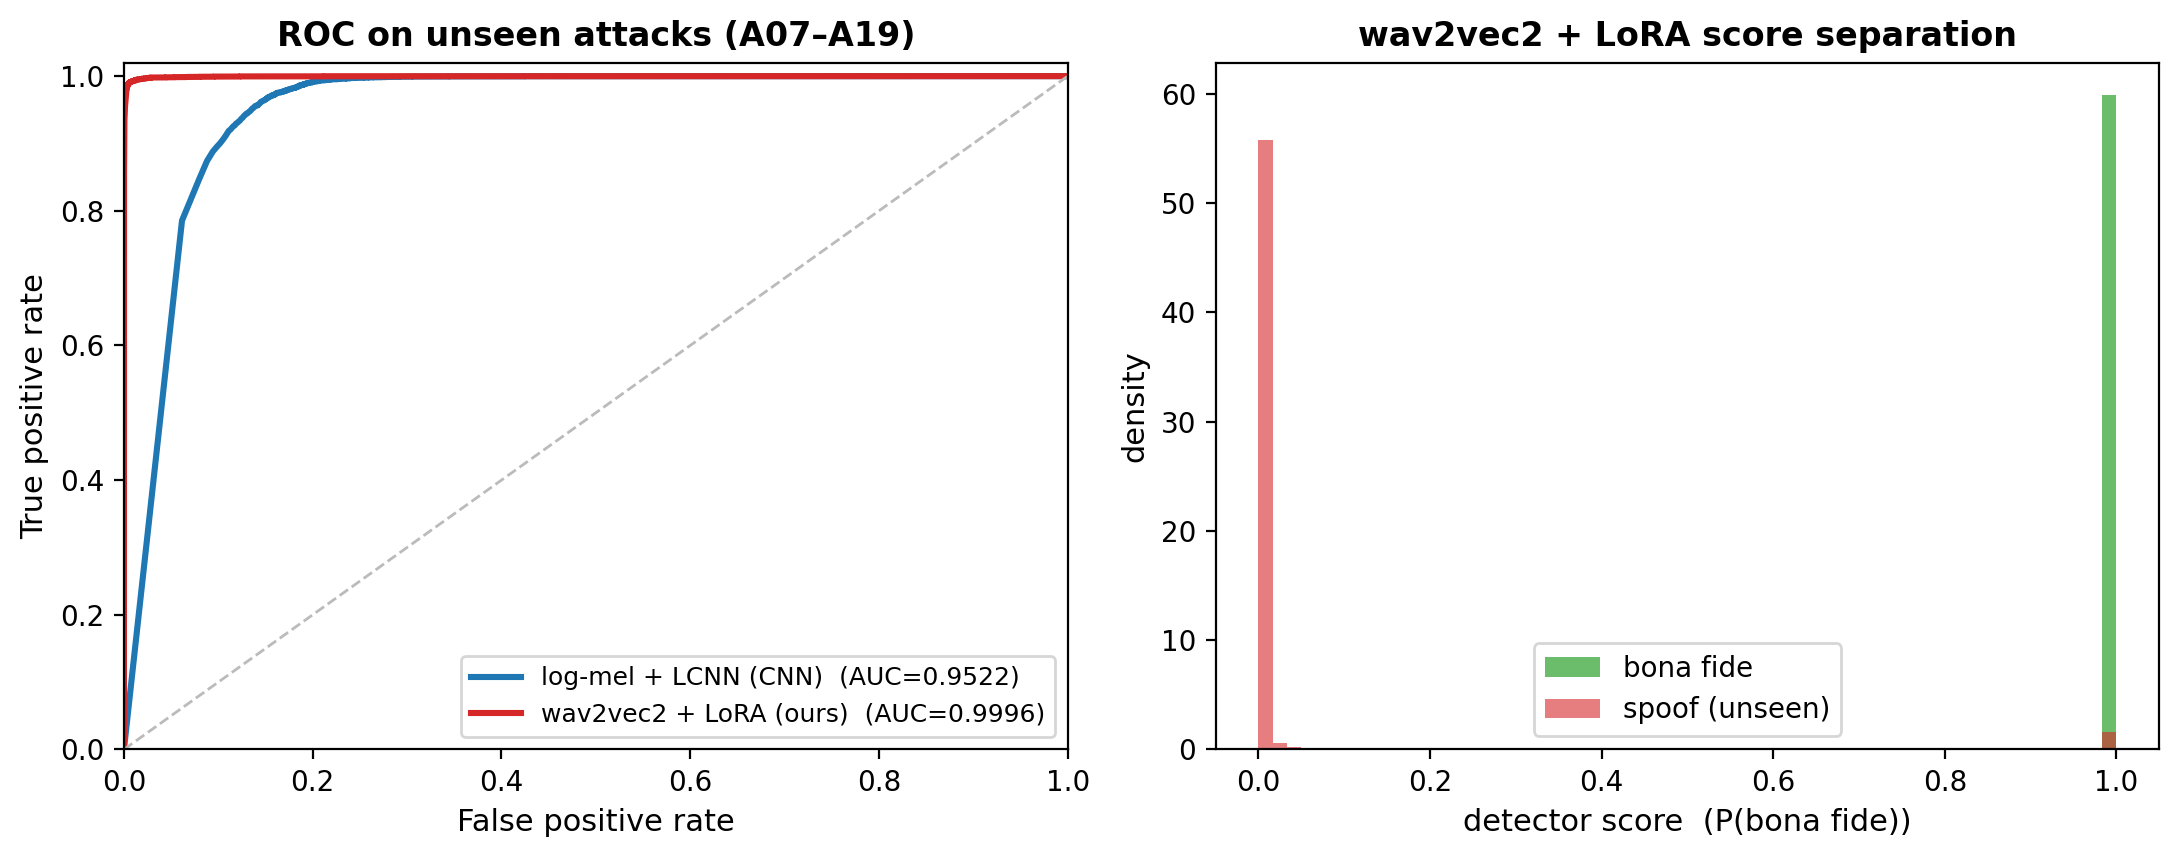 ROC on unseen attacks (A07–A19)
1.0
0.8
0.6
0.4
0.2
0.0
True positive rate
0.0 0.2 0.4 0.6 0.8 1.0
False positive rate
log-mel + LCNN (CNN) (AUC=0.9522)
wav2vec2 + LoRA (ours) (AUC=0.9996)
wav2vec2 + LoRA score separation
60
50
40
30
20
10
0
density
0.0 0.2 0.4 0.6 0.8 1.0
detector score (P(bona fide))
bona fide
spoof (unseen)